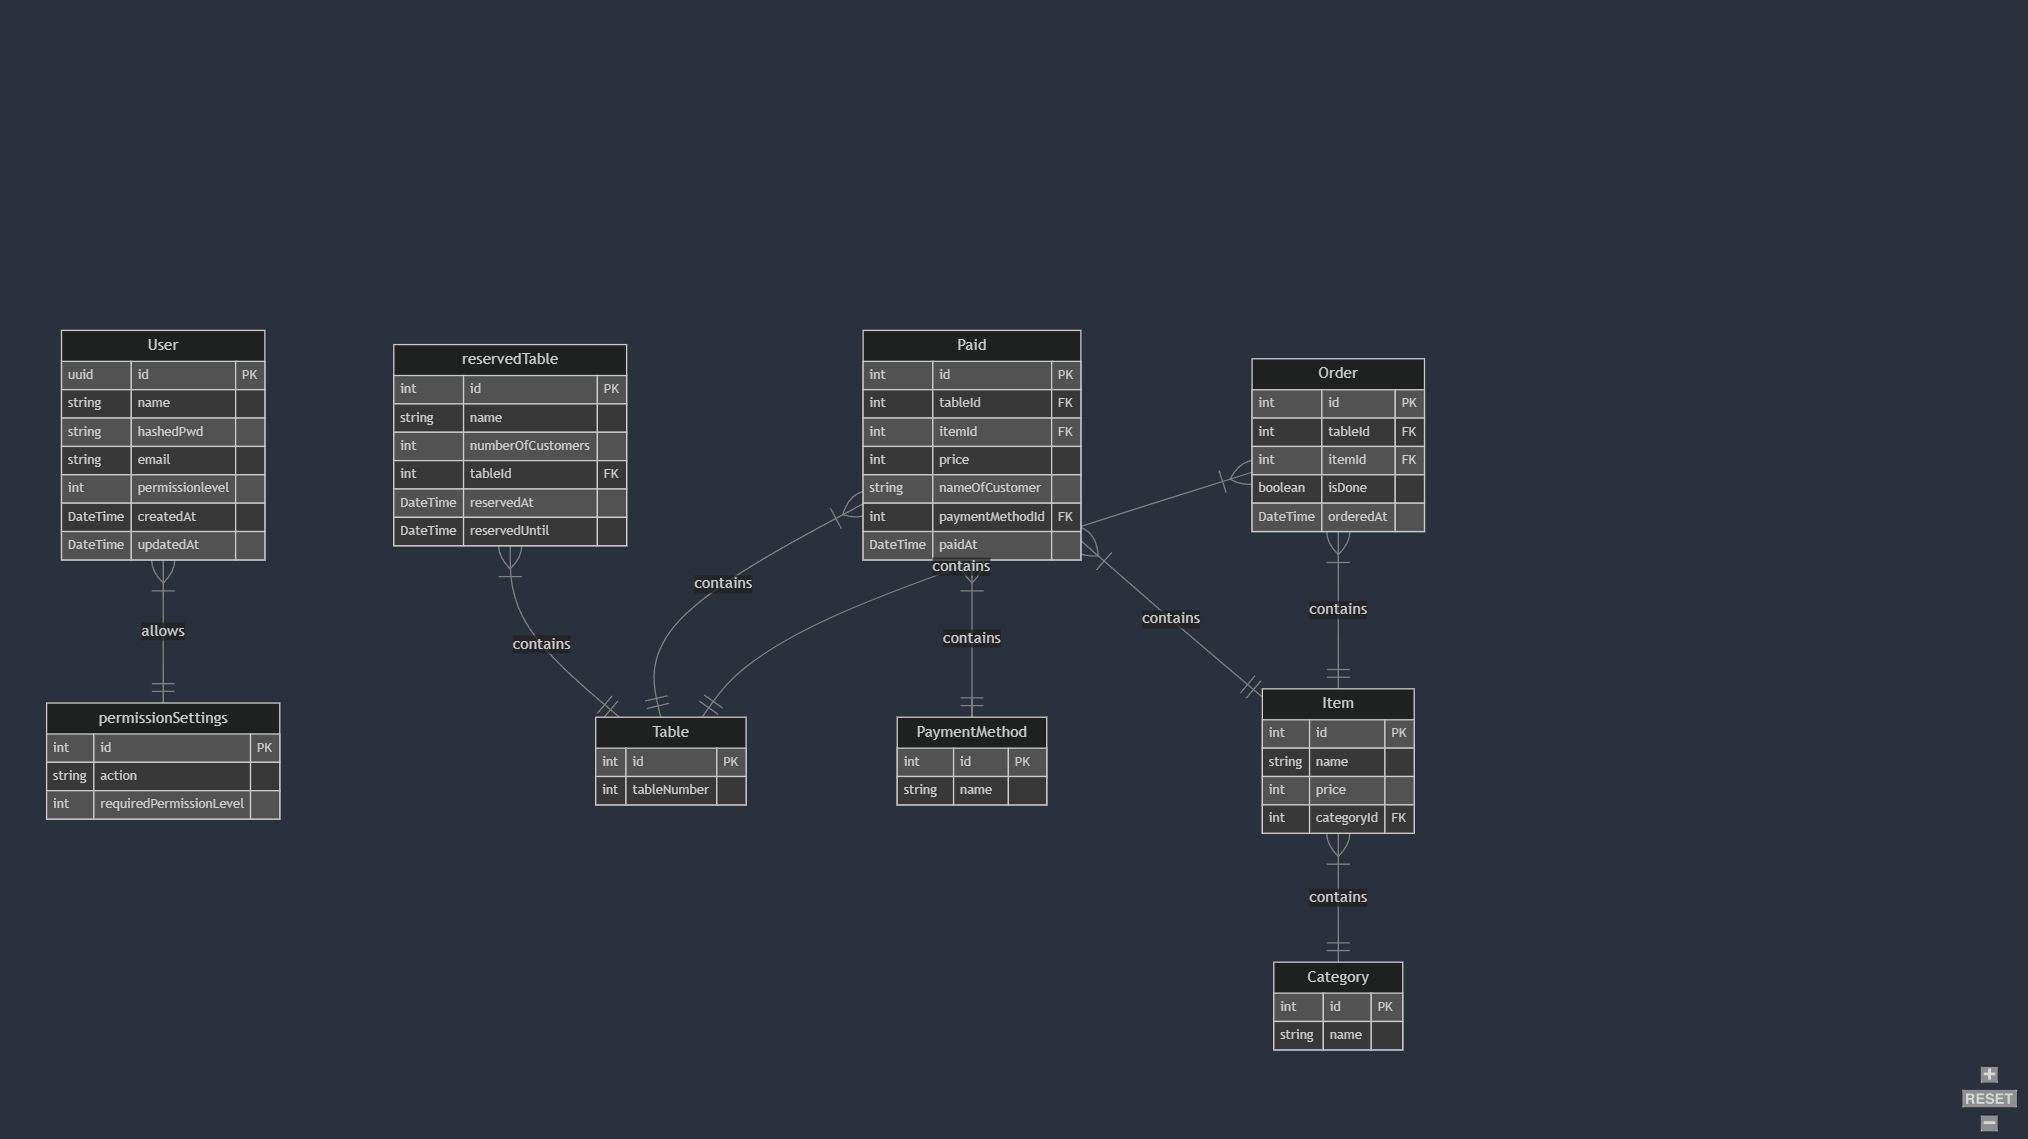 User
uuid id PK
string name
string hashedPwd
string email
int permissionlevel
DateTime createdAt
DateTime updatedAt
allows
permissionSettings
int id PK
string action
int requiredPermissionLevel
reservedTable
int id PK
string name
int numberOfCustomers
int tableId FK
DateTime reservedAt
DateTime reservedUntil
contains
Table
int id PK
int tableNumber
contains
Paid
int id PK
int tableId FK
int itemId FK
int price
string nameOfCustomer
int paymentMethodId FK
DateTime paidAt
contains
contains
PaymentMethod
int id PK
string name
contains
Order
int id PK
int tableId FK
int itemId FK
boolean isDone
DateTime orderedAt
contains
Item
int id PK
string name
int price
int categoryId FK
contains
Category
int id PK
string name
RESET